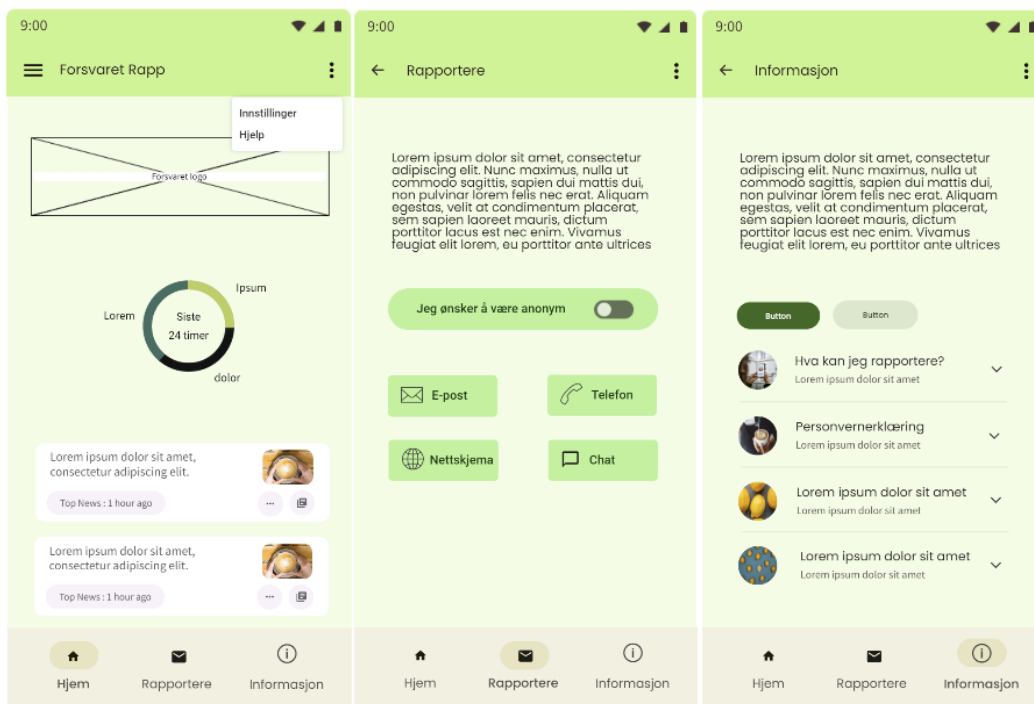 9:00
Forsvaret Rapp
Innstillinger
Hjelp
Forsvaret logo
Ipsum
Lorem
Siste
24 timer
dolor
Lorem ipsum dolor sit amet,
consectetur adipiscing elit.
Top News : 1 hour ago
Lorem ipsum dolor sit amet,
consectetur adipiscing elit.
Top News : 1 hour ago
Hjem
Rapportere
Informasjon
9:00
Rapportere
Lorem ipsum dolor sit amet, consectetur
adipiscing elit. Nunc maximus, nulla ut
commodo sagittis, sapien dui mattis dui,
non pulvinar lorem felis nec erat. Aliquam
egestas, velit at condimentum placerat,
sem sapien laoreet mauris, dictum
porttitor lacus est nec enim. Vivamus
feugiat elit lorem, eu porttitor ante ultrices
Jeg ønsker å være anonym
E-post
Telefon
Nettskjema
Chat
Hjem
Rapportere
Informasjon
9:00
Informasjon
Lorem ipsum dolor sit amet, consectetur
adipiscing elit. Nunc maximus, nulla ut
commodo sagittis, sapien dui mattis dui,
non pulvinar lorem felis nec erat. Aliquam
egestas, velit at condimentum placerat,
sem sapien laoreet mauris, dictum
porttitor lacus est nec enim. Vivamus
feugiat elit lorem, eu porttitor ante ultrices
Button
Button
Hva kan jeg rapportere?
Lorem ipsum dolor sit amet
Personvernerklæring
Lorem ipsum dolor sit amet
Lorem ipsum dolor sit amet
Lorem ipsum dolor sit amet
Lorem ipsum dolor sit amet
Lorem ipsum dolor sit amet
Hjem
Rapportere
Informasjon